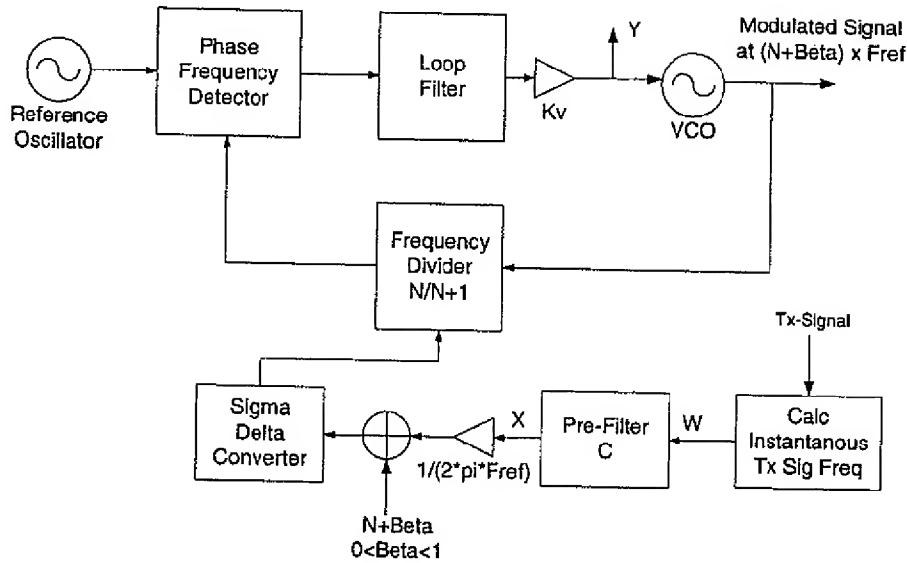 Reference
Oscillator
Phase
Frequency
Detector
Loop
Filter
Kv
Y
VCO
Modulated Signal
at (N+Beta) x Fref
Frequency
Divider
N/N+1
Tx-Signal
Sigma
Delta
Converter
1/(2*pi*Fref)
X
Pre-Filter
C
W
Calc
Instantanous
Tx Sig Freq
N+Beta
0<Beta<1